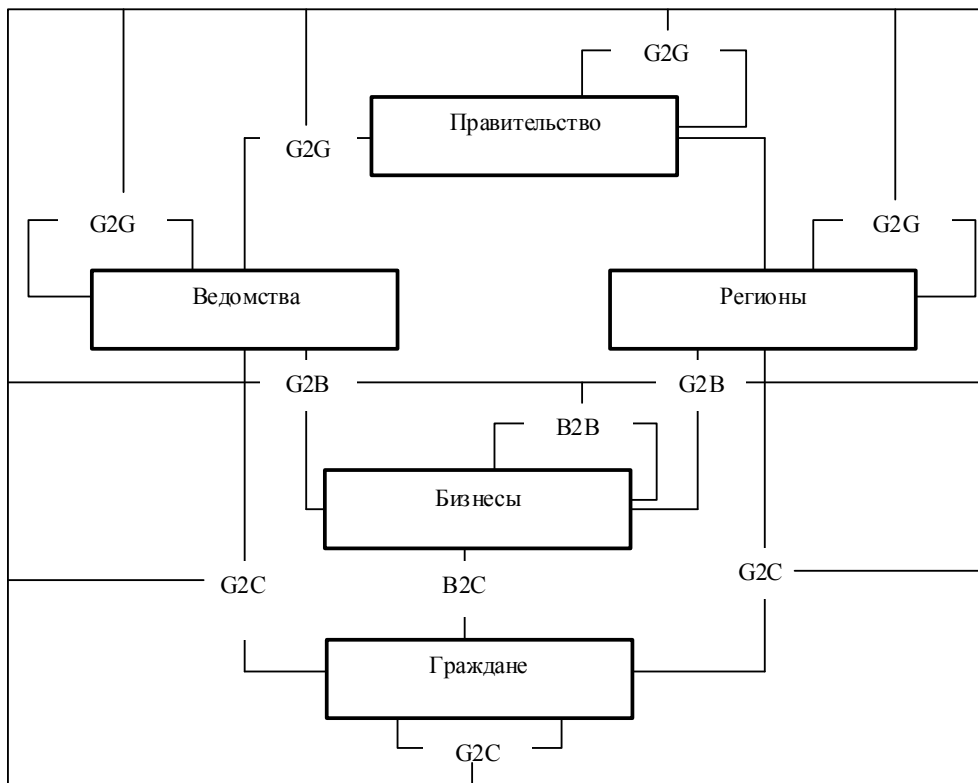 G2G
Правительство
G2G
G2G
G2G
Ведомства
Регионы
G2B
G2B
B2B
Бизнесы
G2C
B2C
G2C
Граждане
G2C